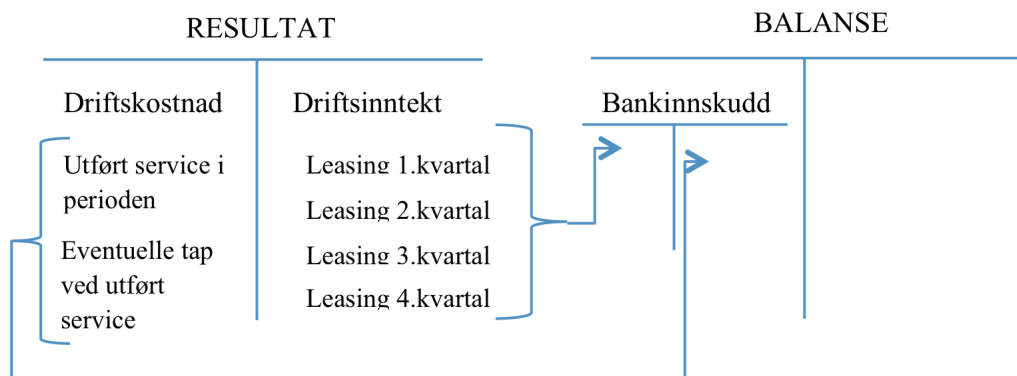 RESULTAT
BALANSE
Driftskostnad
Driftsinntekt
Bankinnskudd
Utført service i
perioden
Eventuelle tap
ved utført
service
Leasing 1.kvartal
Leasing 2.kvartal
Leasing 3.kvartal
Leasing 4.kvartal